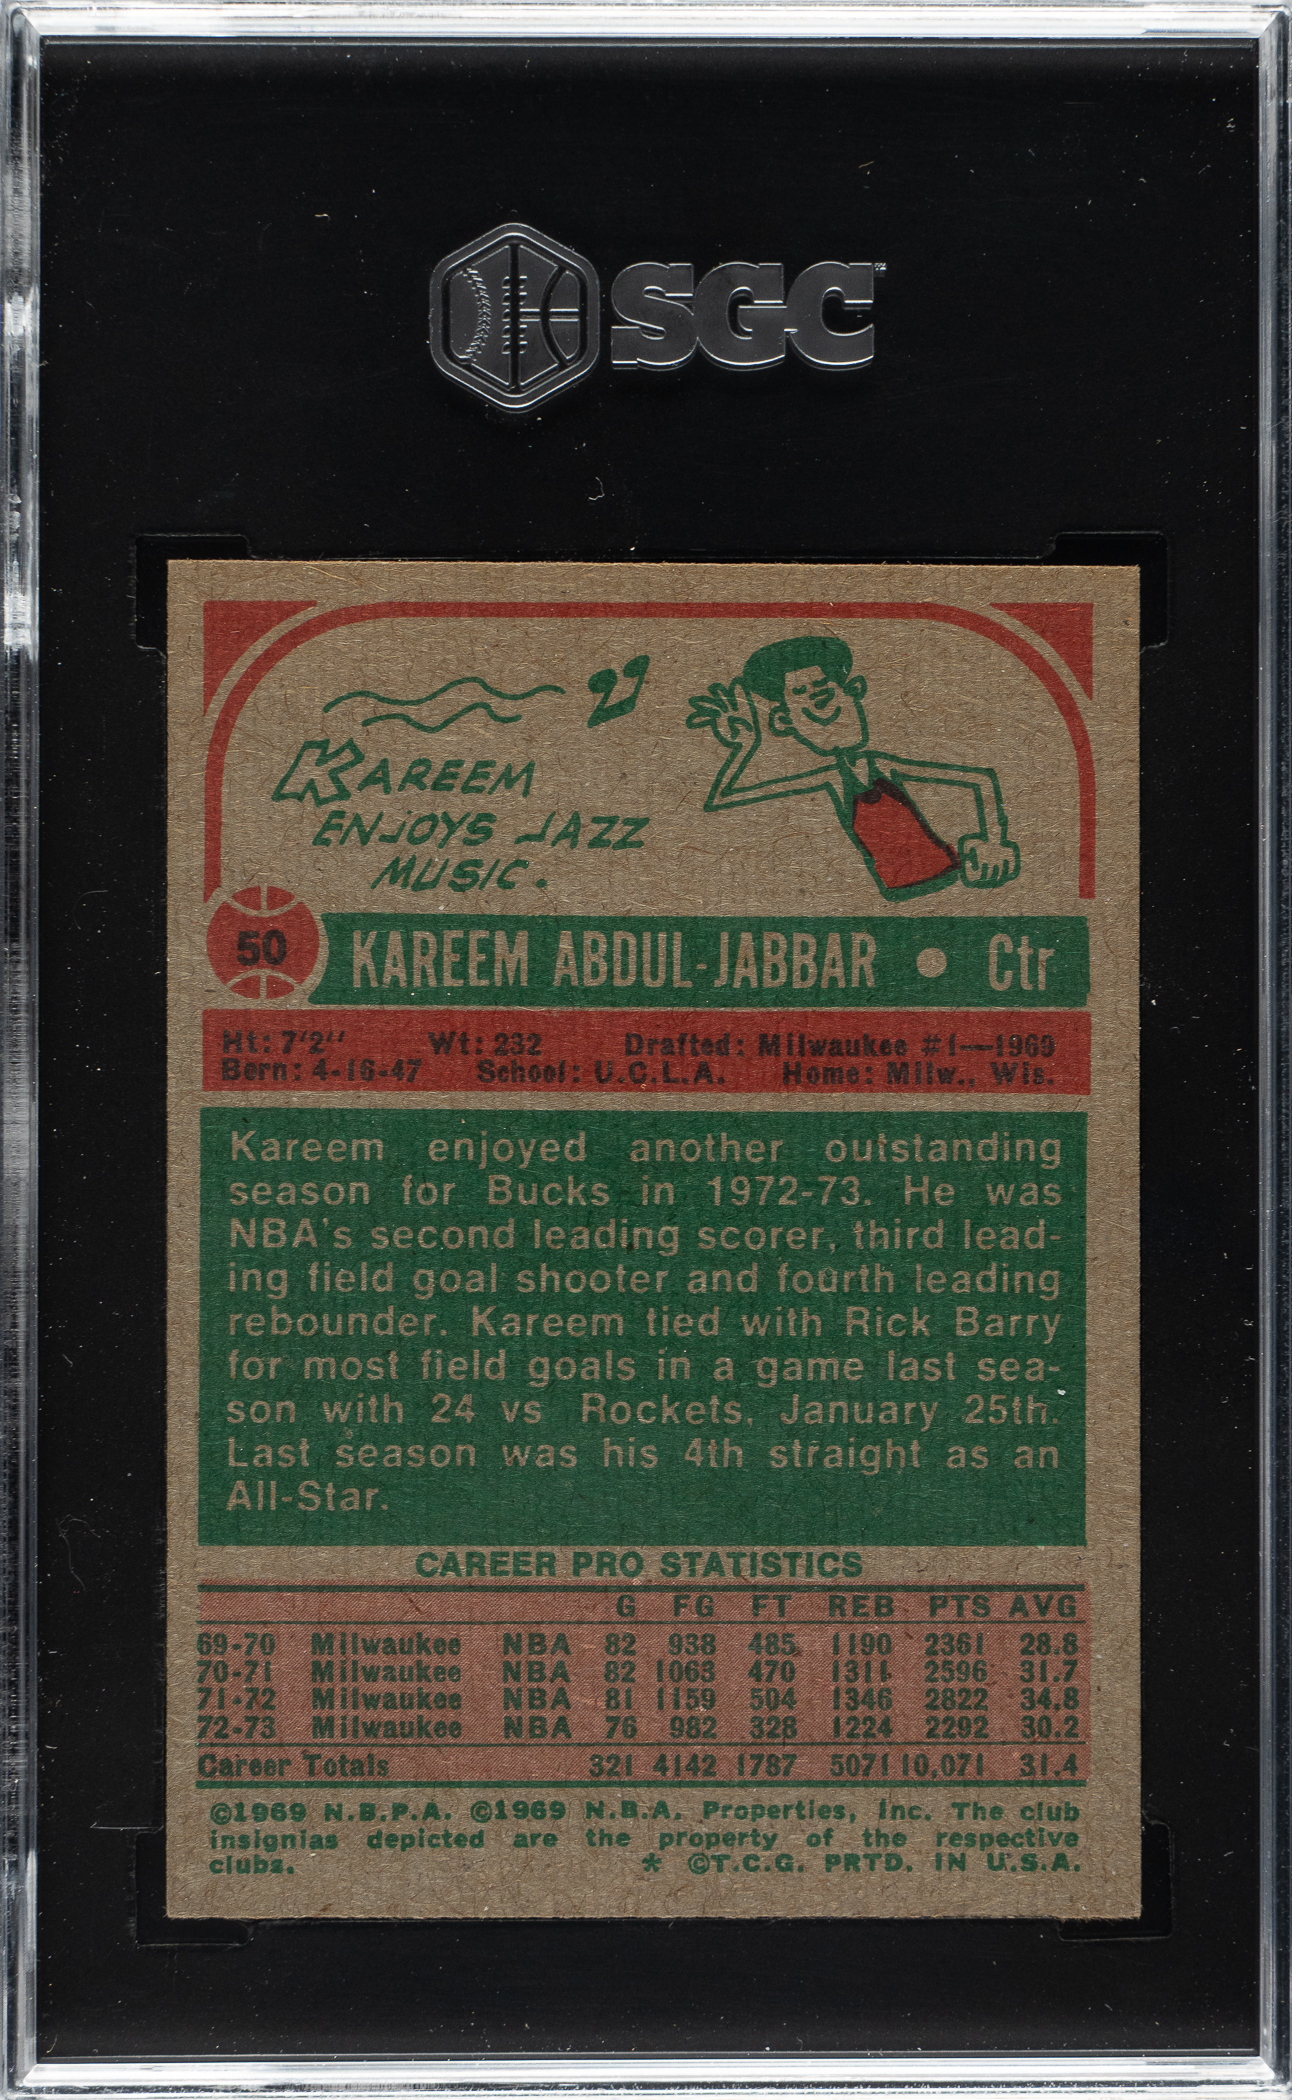 SGC
KAREEM
ENJOYS JAZZ
MUSIC.
50 KAREEM ABDUL-JABBAR • Ctr
Ht: 7'2" Wt: 232 Drafted: Milwaukee #1—1969
Born: 4-16-47 School: U.C.L.A. Home: Milw., Wis.
Kareem enjoyed another outstanding
season for Bucks in 1972-73. He was
NBA's second leading scorer, third lead-
ing field goal shooter and fourth leading
rebounder. Kareem tied with Rick Barry
for most field goals in a game last sea-
son with 24 vs Rockets, January 25th.
Last season was his 4th straight as an
All-Star.
CAREER PRO STATISTICS
G FG FT REB PTS AVG
69-70 Milwaukee NBA 82 938 485 1190 2361 28.8
70-71 Milwaukee NBA 82 1063 470 1311 2596 31.7
71-72 Milwaukee NBA 81 1159 504 1346 2822 34.8
72-73 Milwaukee NBA 76 982 328 1224 2292 30.2
Career Totals 321 4142 1787 5071 10,071 31.4
©1969 N.B.P.A. ©1969 N.B.A. Properties, Inc. The club
insignias depicted are the property of the respective
clubs. * ©T.C.G. PRTD. IN U.S.A.